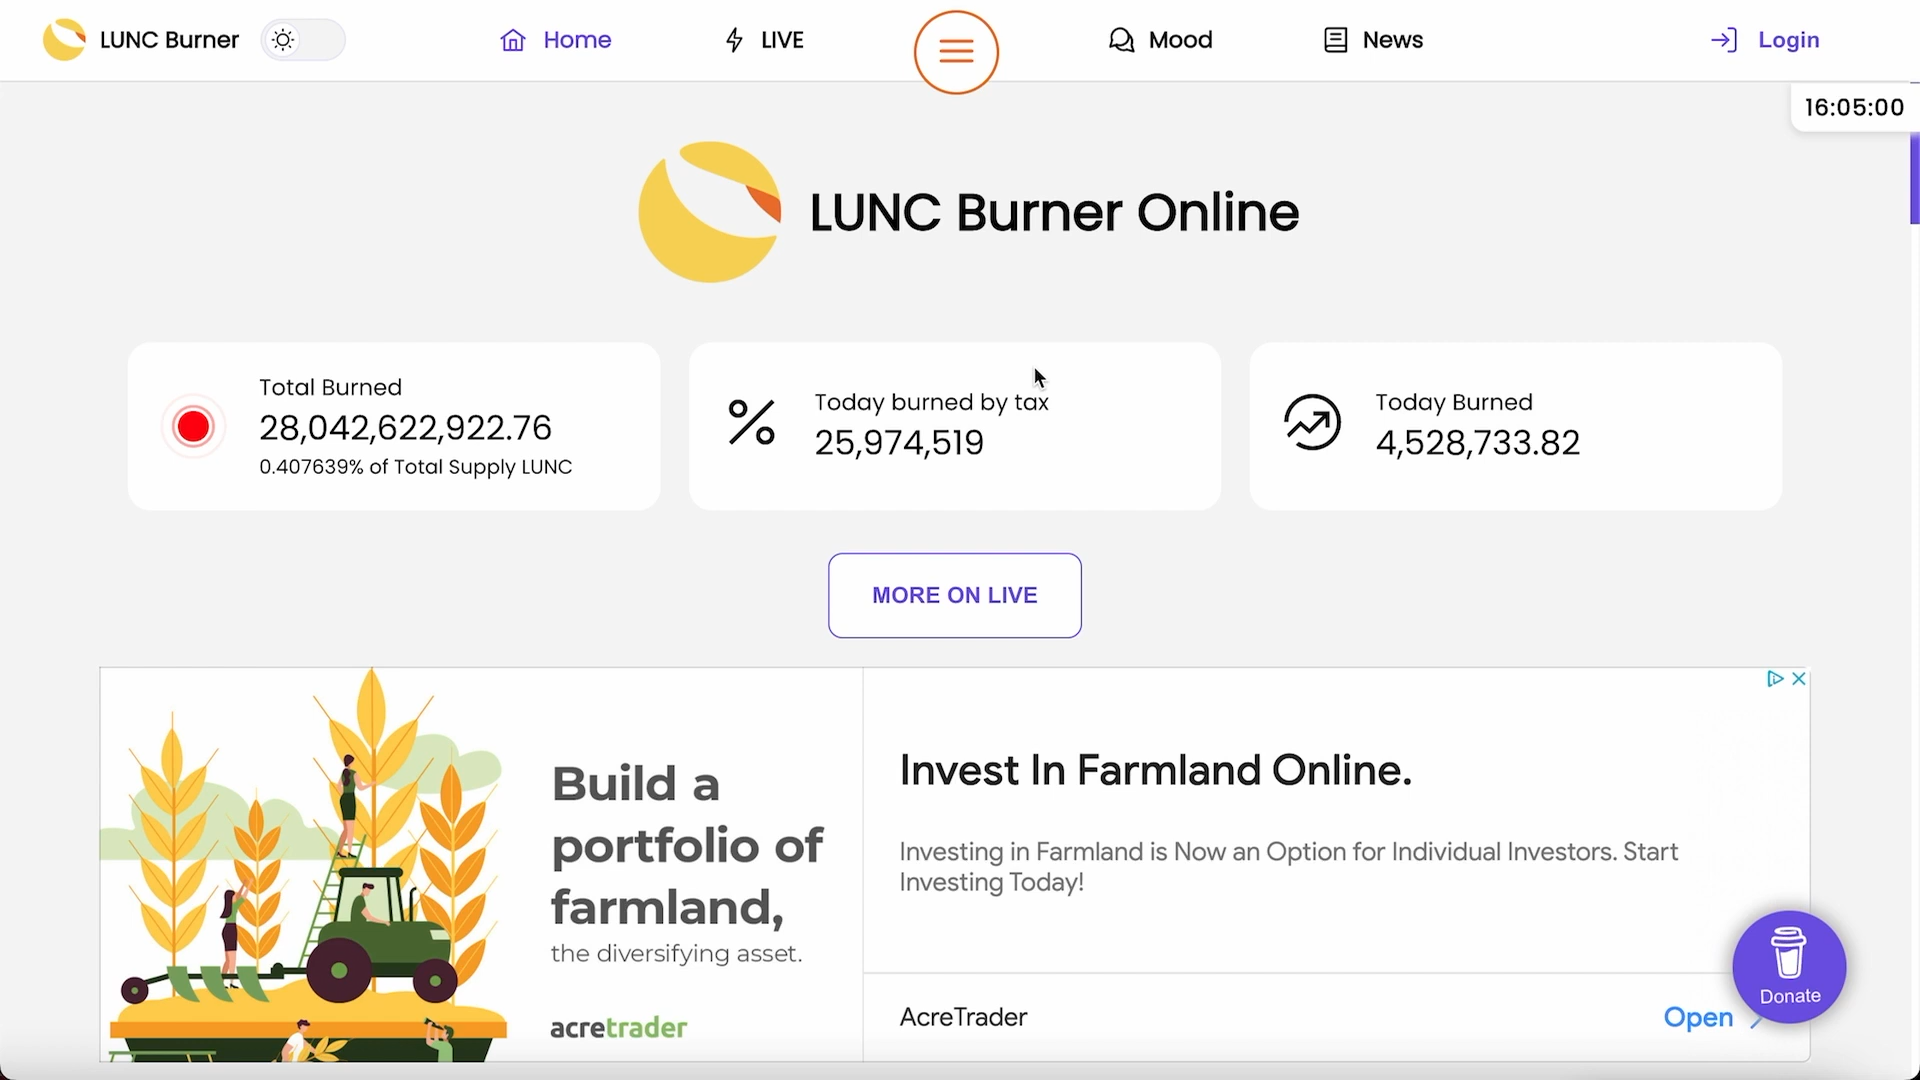 LUNC Burner
Home
LIVE
Mood
News
Login
16:05:00
LUNC Burner Online
Total Burned
28,042,622,922.76
0.407639% of Total Supply LUNC
Today burned by tax
25,974,519
Today Burned
4,528,733.82
MORE ON LIVE
Build a
portfolio of
farmland,
the diversifying asset.
acretrader
Invest In Farmland Online.
Investing in Farmland is Now an Option for Individual Investors. Start
Investing Today!
AcreTrader
Open
Donate